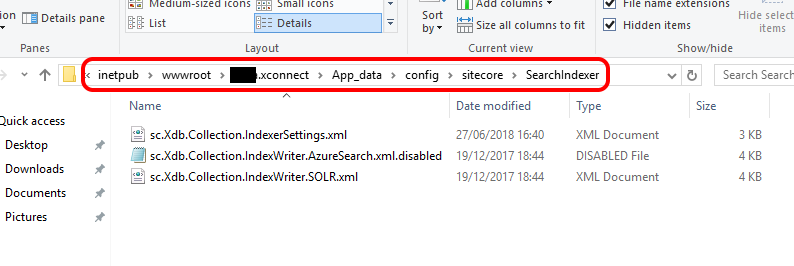 Details pane
Medium-sized icons
Small icons
List
Details
Sort by
Add columns
Size all columns to fit
File name extensions
Hidden items
Hide selected items
Panes
Layout
Current view
Show/hide
« inetpub > wwwroot > .xconnect > App_data > config > sitecore > SearchIndexer
Search Sear
Name
Date modified
Type
Size
Quick access
Desktop
Downloads
Documents
Pictures
sc.Xdb.Collection.IndexerSettings.xml 27/06/2018 16:40 XML Document 3 KB
sc.Xdb.Collection.IndexWriter.AzureSearch.xml.disabled 19/12/2017 18:44 DISABLED File 4 KB
sc.Xdb.Collection.IndexWriter.SOLR.xml 19/12/2017 18:44 XML Document 4 KB